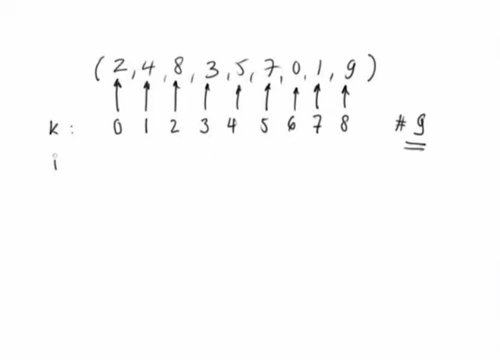 (2, 4, 8, 3, 5, 7, 0, 1, 9)
k: 0 1 2 3 4 5 6 7 8 # 9
i